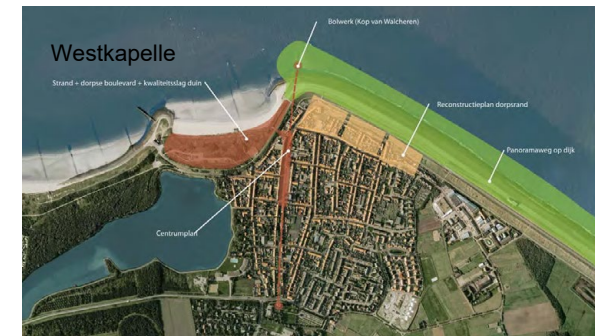 Bolwerk (Kop van Walcheren)
Westkapelle
Strand + dorpse boulevard + kwaliteitsslag duin
Reconstructieplan dorpsrand
Panoramaweg op dijk
Centrumplan